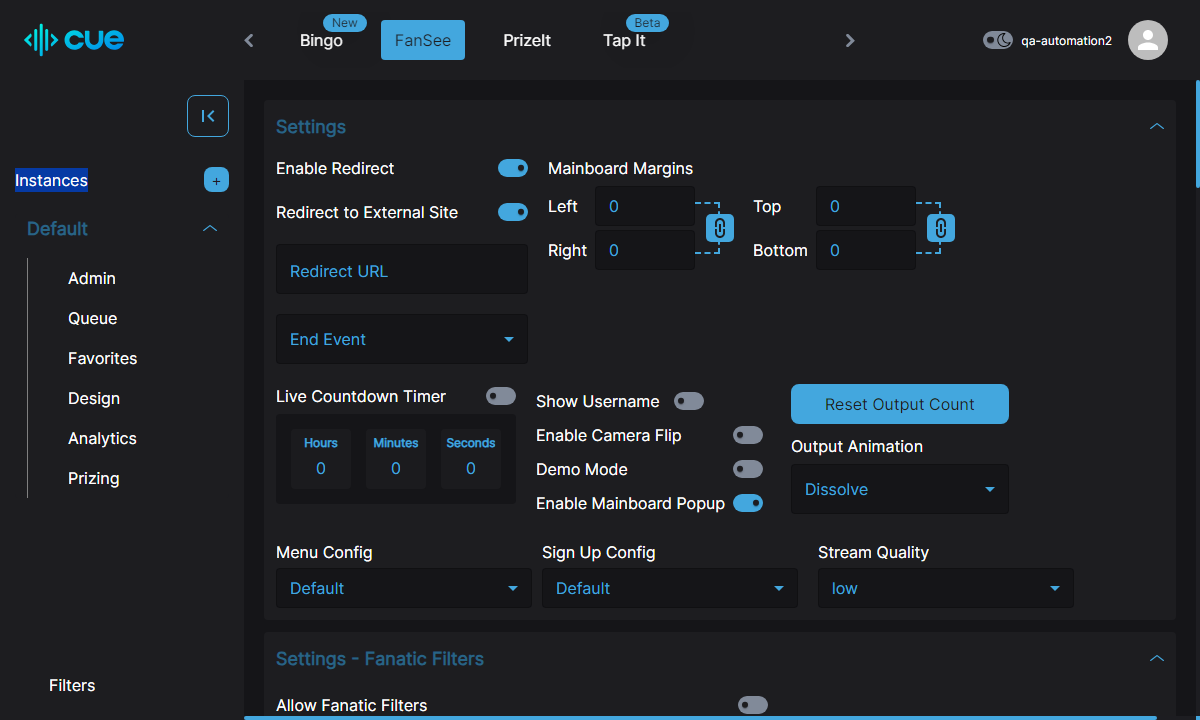 cue
New
Bingo
FanSee
PrizeIt
Beta
Tap It
qa-automation2
Instances
+
Default
Admin
Queue
Favorites
Design
Analytics
Prizing
Filters
Settings
Enable Redirect
Redirect to External Site
Redirect URL
End Event
Mainboard Margins
Left 0
Right 0
Top 0
Bottom 0
Live Countdown Timer
Hours Minutes Seconds
0 0 0
Show Username
Enable Camera Flip
Demo Mode
Enable Mainboard Popup
Reset Output Count
Output Animation
Dissolve
Menu Config
Default
Sign Up Config
Default
Stream Quality
low
Settings - Fanatic Filters
Allow Fanatic Filters